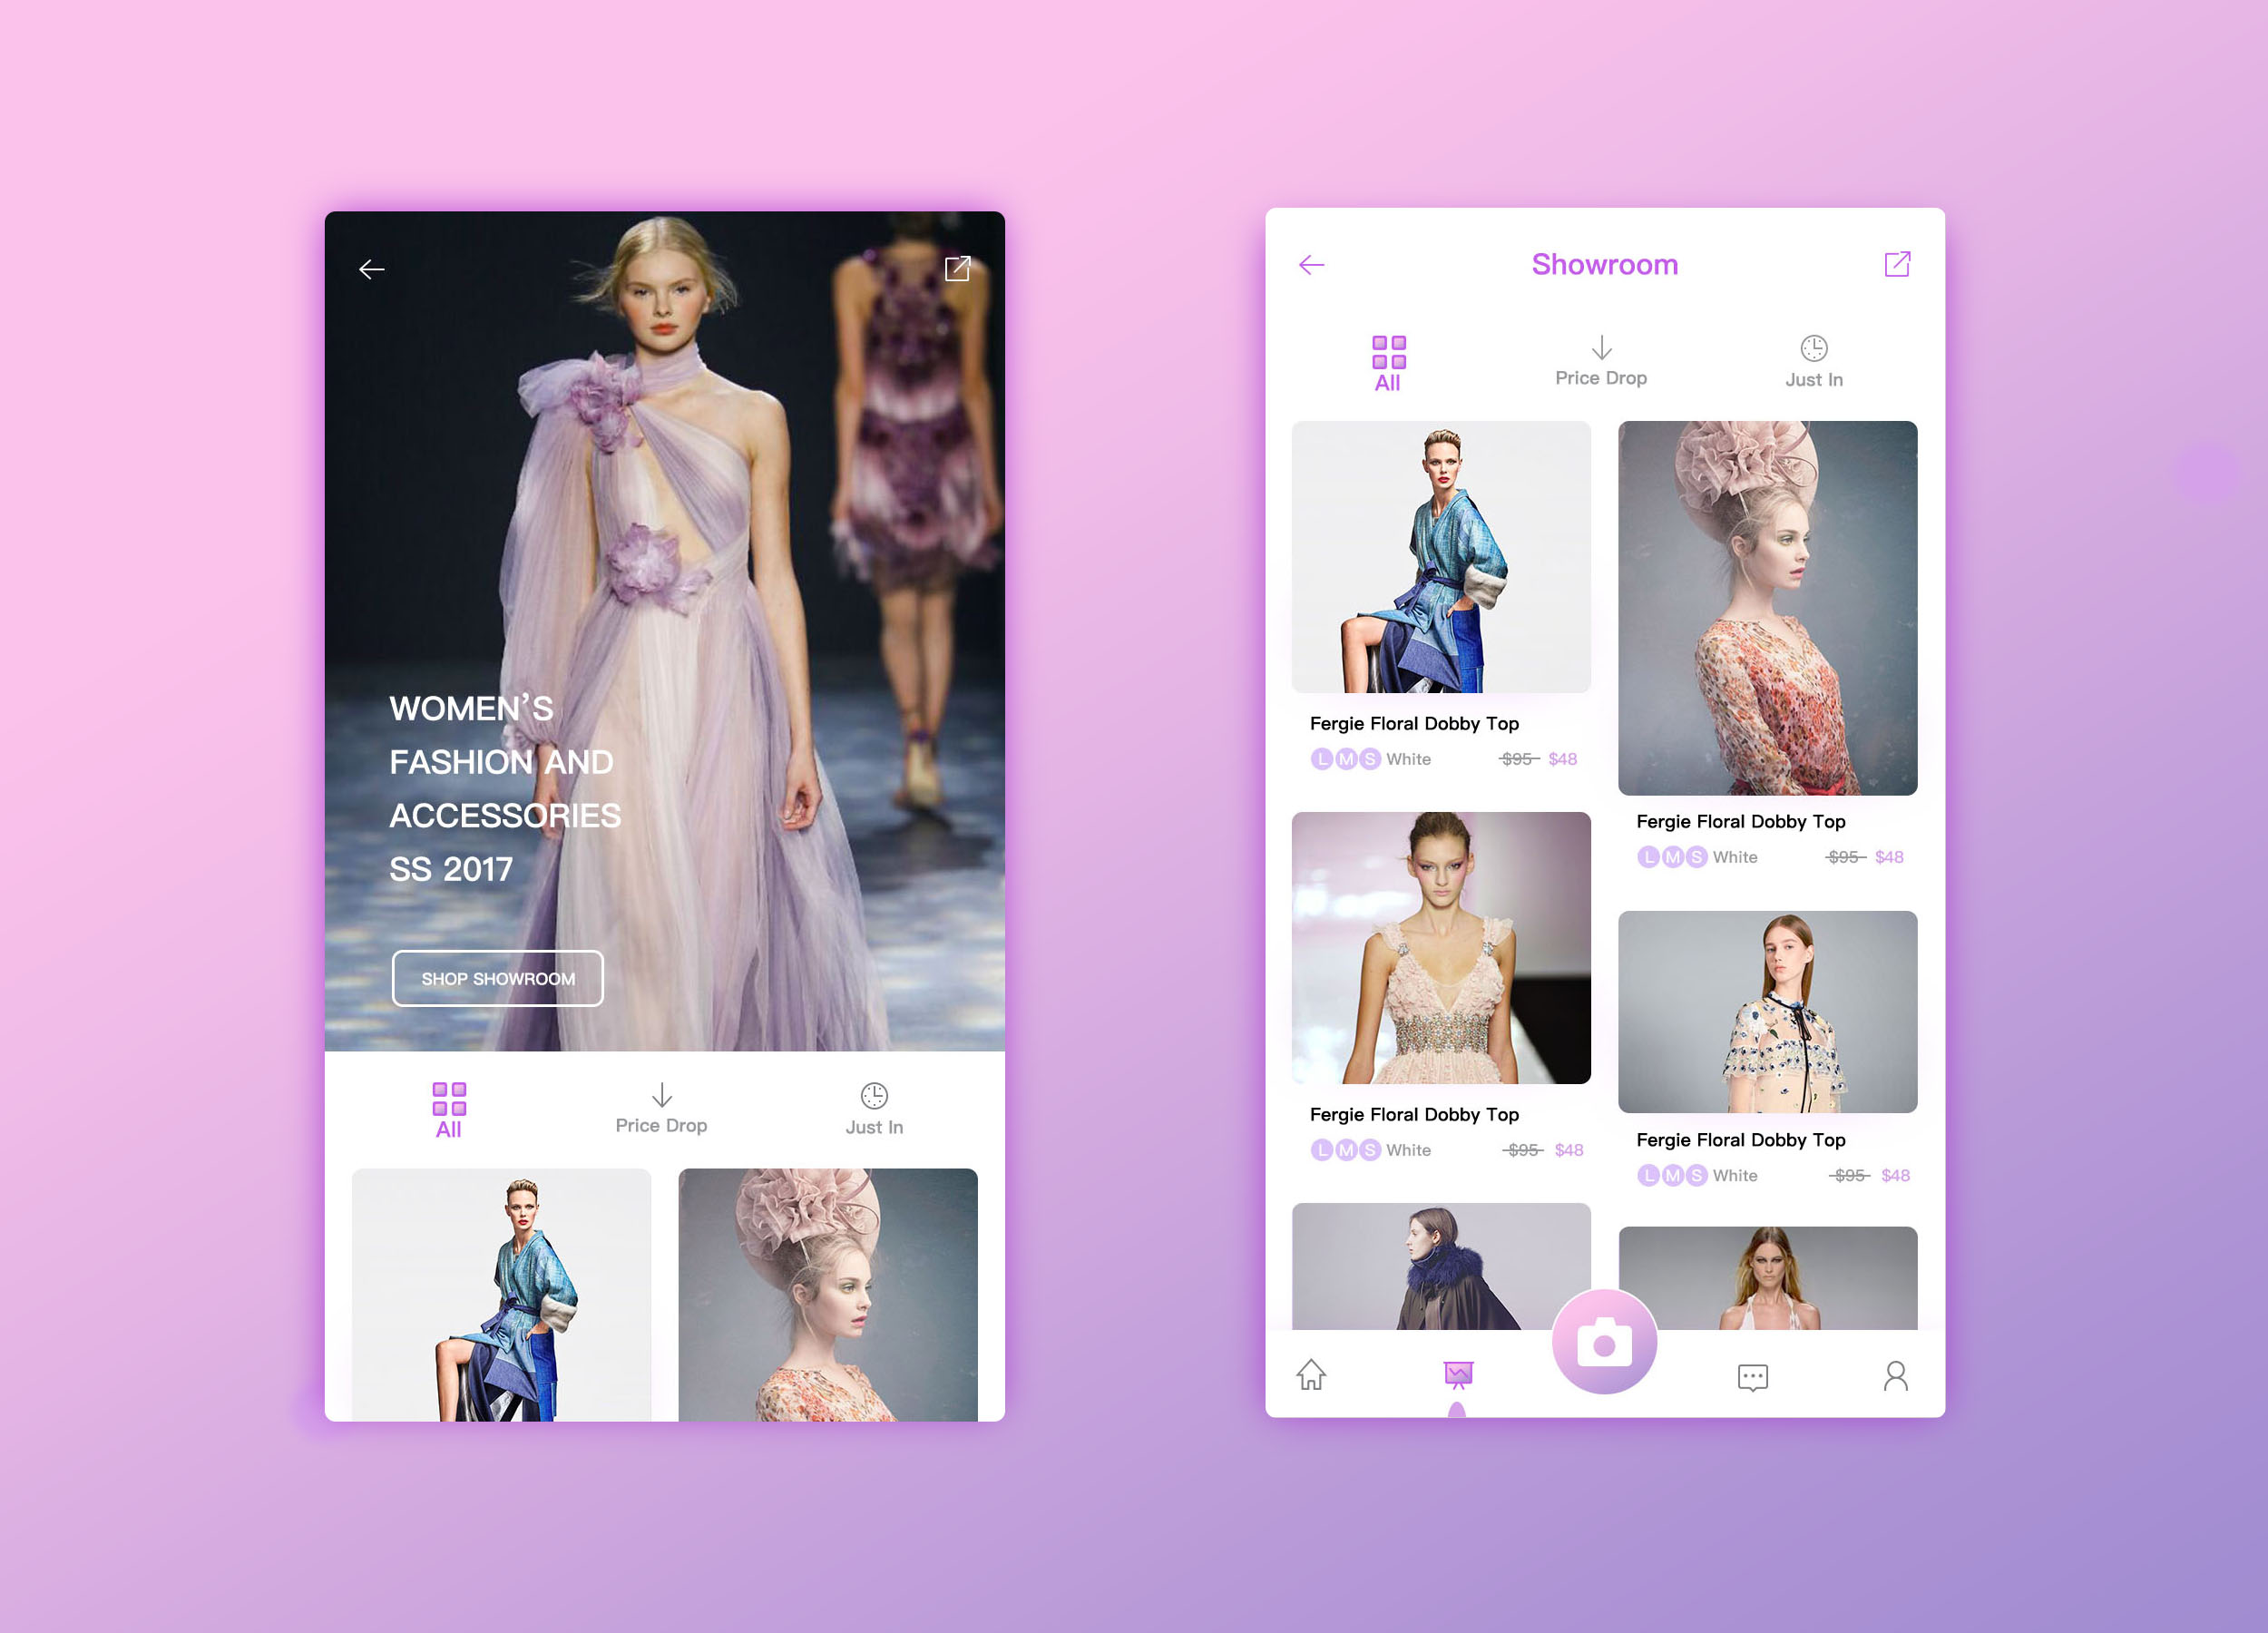 WOMEN’S
FASHION AND
ACCESSORIES
SS 2017
SHOP SHOWROOM
All
Price Drop
Just In
Showroom
All
Price Drop
Just In
Fergie Floral Dobby Top
L M S White $95 $48
Fergie Floral Dobby Top
L M S White $95 $48
Fergie Floral Dobby Top
L M S White $95 $48
Fergie Floral Dobby Top
L M S White $95 $48